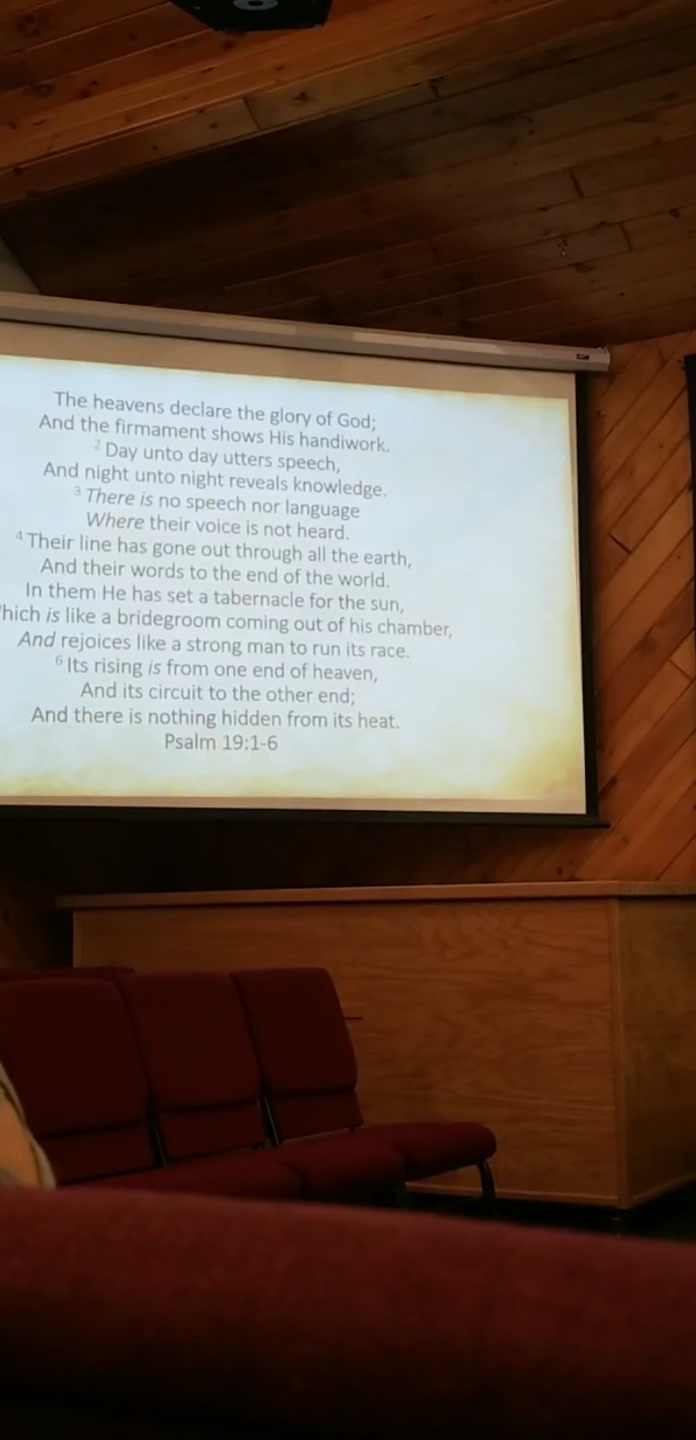 The heavens declare the glory of God;
And the firmament shows His handiwork.
2 Day unto day utters speech,
And night unto night reveals knowledge.
3 There is no speech nor language
Where their voice is not heard.
4 Their line has gone out through all the earth,
And their words to the end of the world.
In them He has set a tabernacle for the sun,
hich is like a bridegroom coming out of his chamber,
And rejoices like a strong man to run its race.
6 Its rising is from one end of heaven,
And its circuit to the other end;
And there is nothing hidden from its heat.
Psalm 19:1-6